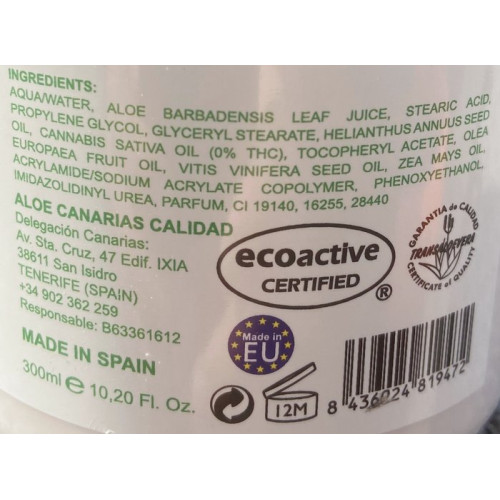 INGREDIENTS:
AQUA/WATER, ALOE BARBADENSIS LEAF JUICE, STEARIC ACID,
PROPYLENE GLYCOL, GLYCERYL STEARATE, HELIANTHUS ANNUUS SEED
OIL, CANNABIS SATIVA OIL (0% THC), TOCOPHERYL ACETATE, OLEA
EUROPAEA FRUIT OIL, VITIS VINIFERA SEED OIL, ZEA MAYS OIL,
ACRYLAMIDE/SODIUM ACRYLATE COPOLYMER, PHENOXYETHANOL,
IMIDAZOLIDINYL UREA, PARFUM, CI 19140, 16255, 28440
ALOE CANARIAS CALIDAD
Delegación Canarias:
Av. Sta. Cruz, 47 Edif. IXIA
38611 San Isidro
TENERIFE (SPAIN)
+34 902 362 259
Responsable: B63361612
MADE IN SPAIN
300ml e 10,20 Fl. Oz.
ecoactive
CERTIFIED
®
GARANTIA de CALIDAD
TRANSALOEVERA
CERTIFICATE of QUALITY
Made in
EU
12M
8 436024 819472